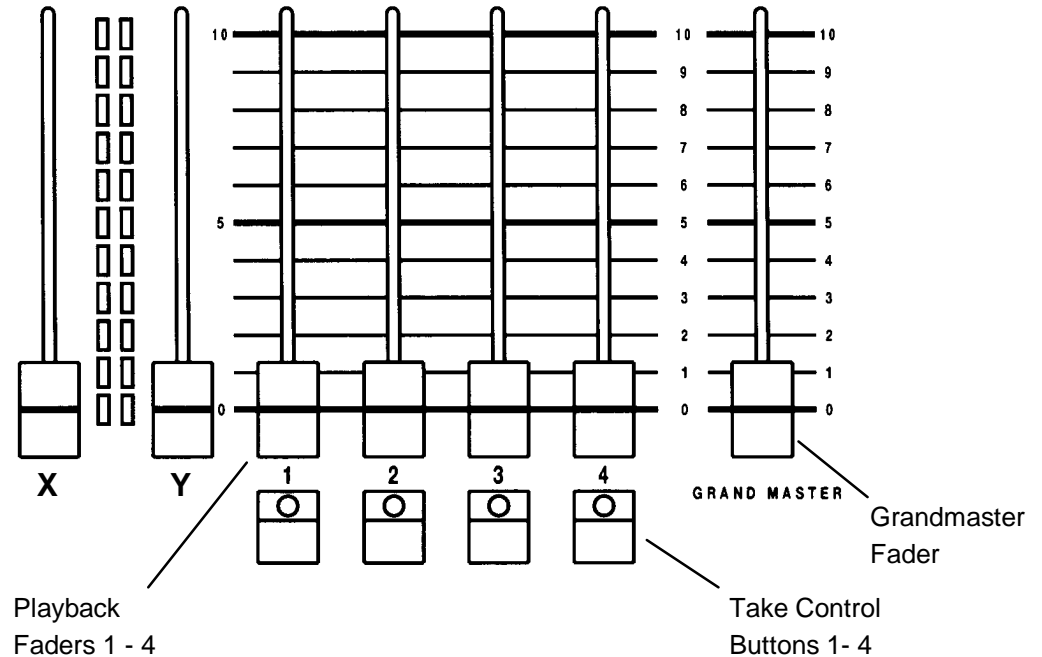 10 10 10
9 9
8 8
7 7
6 6
5 5 5
4 4
3 3
2 2
1 1
0 0 0
X Y 1 2 3 4
GRAND MASTER
Grandmaster
Fader
Playback
Faders 1 - 4
Take Control
Buttons 1- 4